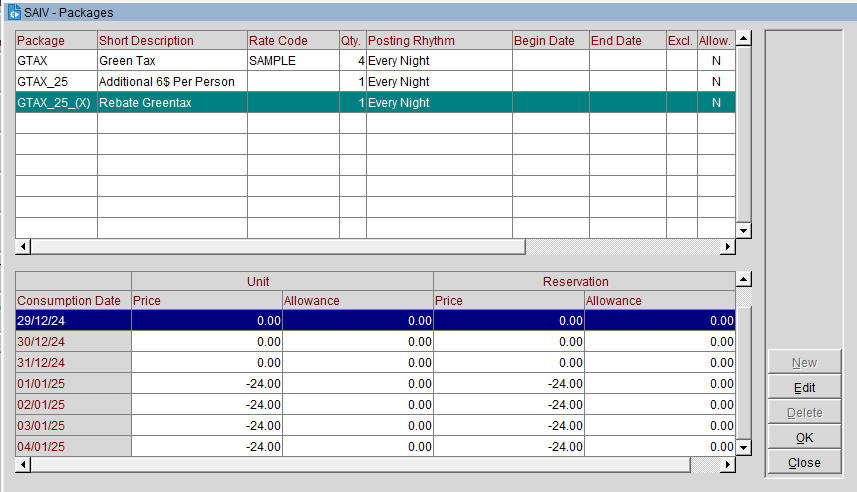 SAIV - Packages
Package Short Description Rate Code Qty. Posting Rhythm Begin Date End Date Excl. Allow.
GTAX Green Tax SAMPLE 4 Every Night N
GTAX_25 Additional 6$ Per Person 1 Every Night N
GTAX_25_(X) Rebate Greentax 1 Every Night N
Unit Reservation
Consumption Date Price Allowance Price Allowance
29/12/24 0.00 0.00 0.00 0.00
30/12/24 0.00 0.00 0.00 0.00
31/12/24 0.00 0.00 0.00 0.00
01/01/25 -24.00 0.00 -24.00 0.00
02/01/25 -24.00 0.00 -24.00 0.00
03/01/25 -24.00 0.00 -24.00 0.00
04/01/25 -24.00 0.00 -24.00 0.00
New
Edit
Delete
OK
Close